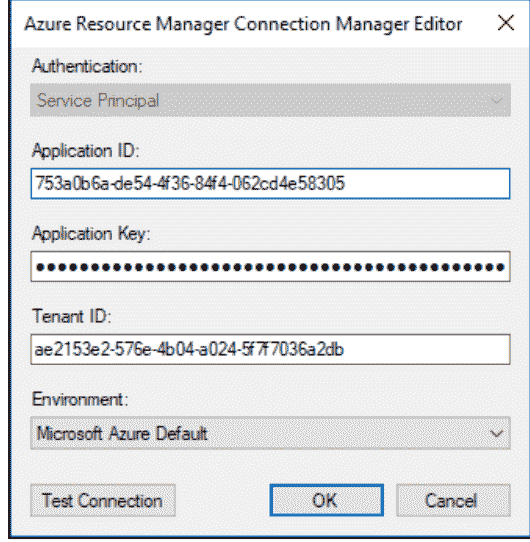 Azure Resource Manager Connection Manager Editor
Authentication:
Service Principal
Application ID:
753a0b6a-de54-4f36-84f4-062cd4e58305
Application Key:
●●●●●●●●●●●●●●●●●●●●●●●●●●●●●●●●●●●●●●●●●●●●
Tenant ID:
ae2153e2-576e-4b04-a024-5f7f7036a2db
Environment:
Microsoft Azure Default
Test Connection OK Cancel